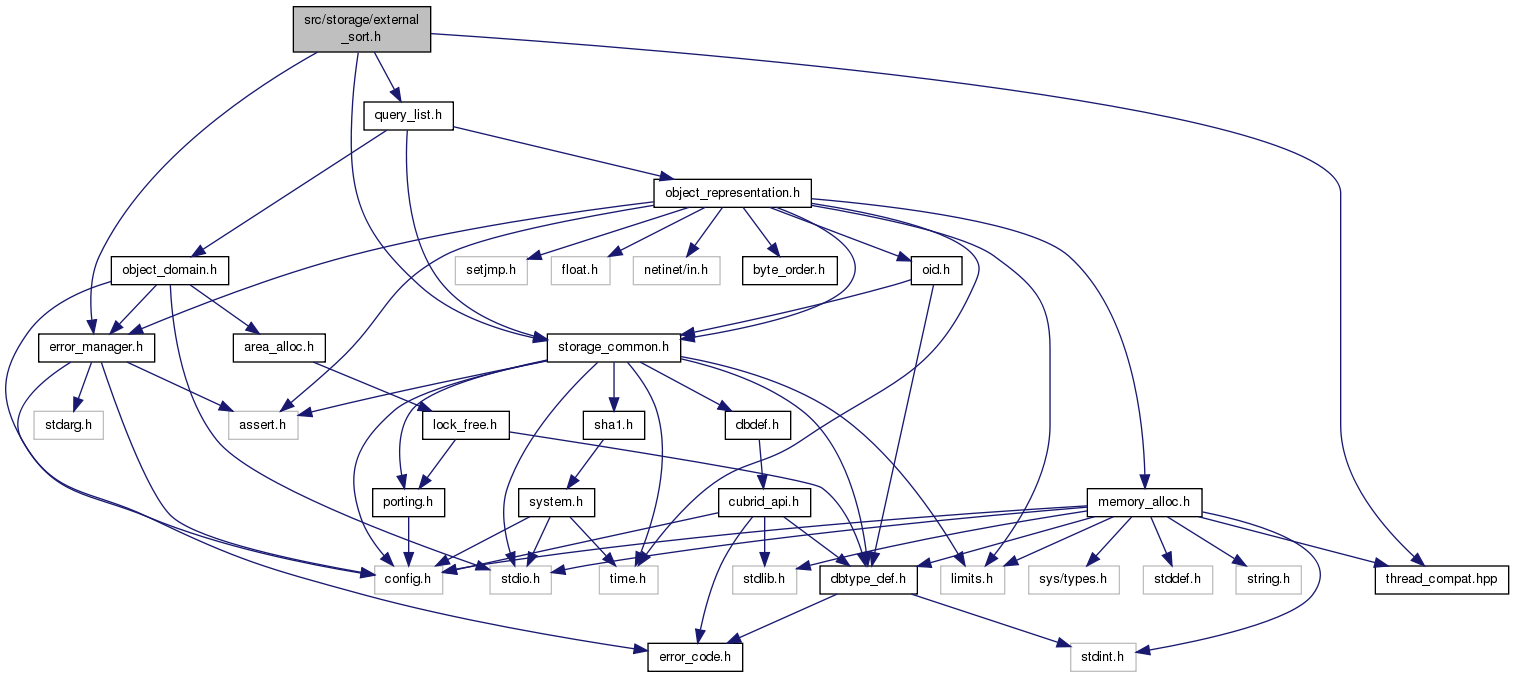 src/storage/external
_sort.h
query_list.h
object_representation.h
object_domain.h
setjmp.h
float.h
netinet/in.h
byte_order.h
oid.h
error_manager.h
area_alloc.h
storage_common.h
stdarg.h
assert.h
lock_free.h
sha1.h
dbdef.h
porting.h
system.h
cubrid_api.h
memory_alloc.h
config.h
stdio.h
time.h
stdlib.h
dbtype_def.h
limits.h
sys/types.h
stddef.h
string.h
thread_compat.hpp
error_code.h
stdint.h